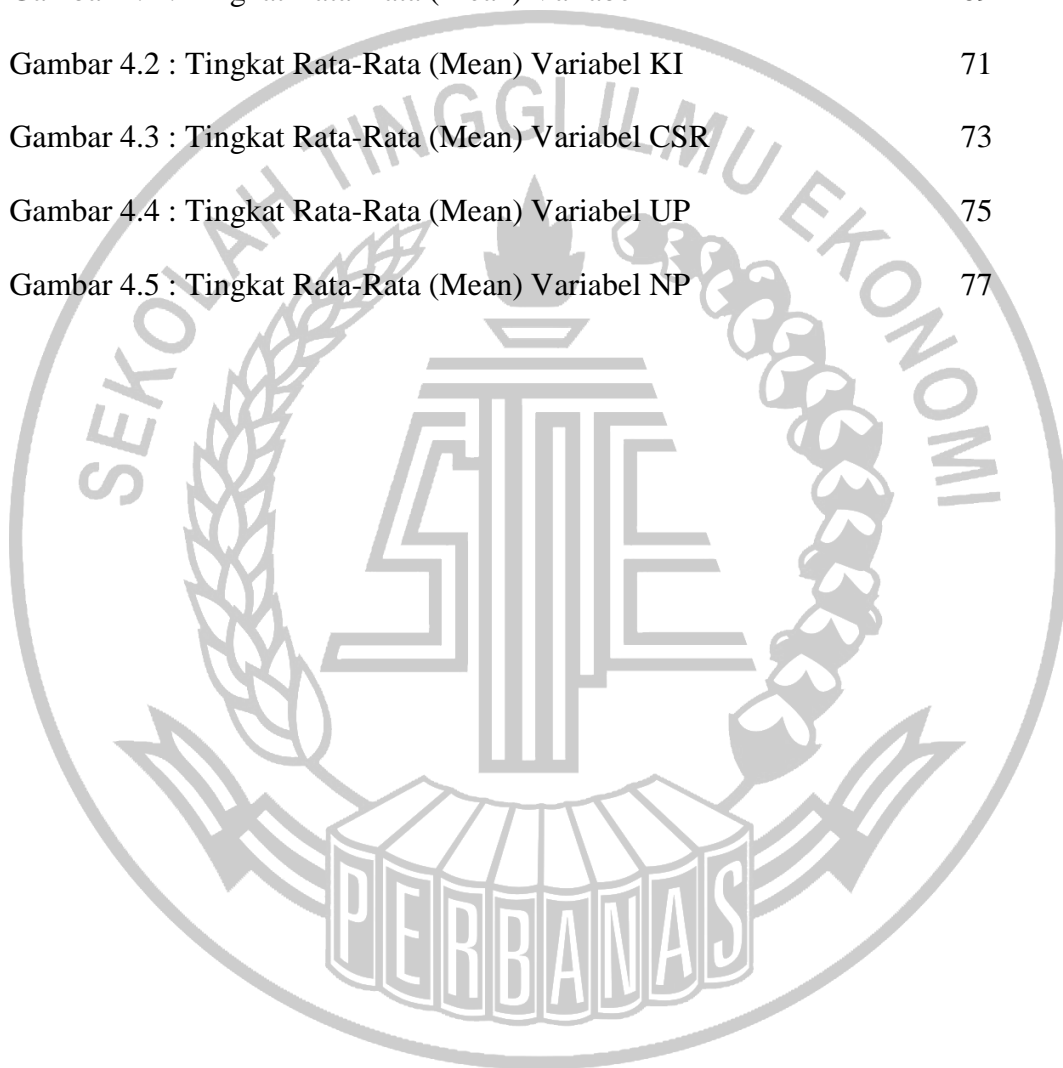 Gambar 4.2 : Tingkat Rata-Rata (Mean) Variabel KI 71
Gambar 4.3 : Tingkat Rata-Rata (Mean) Variabel CSR 73
Gambar 4.4 : Tingkat Rata-Rata (Mean) Variabel UP 75
Gambar 4.5 : Tingkat Rata-Rata (Mean) Variabel NP 77
SEKOLAH TINGGI ILMU EKONOMI
STIE
PERBANAS